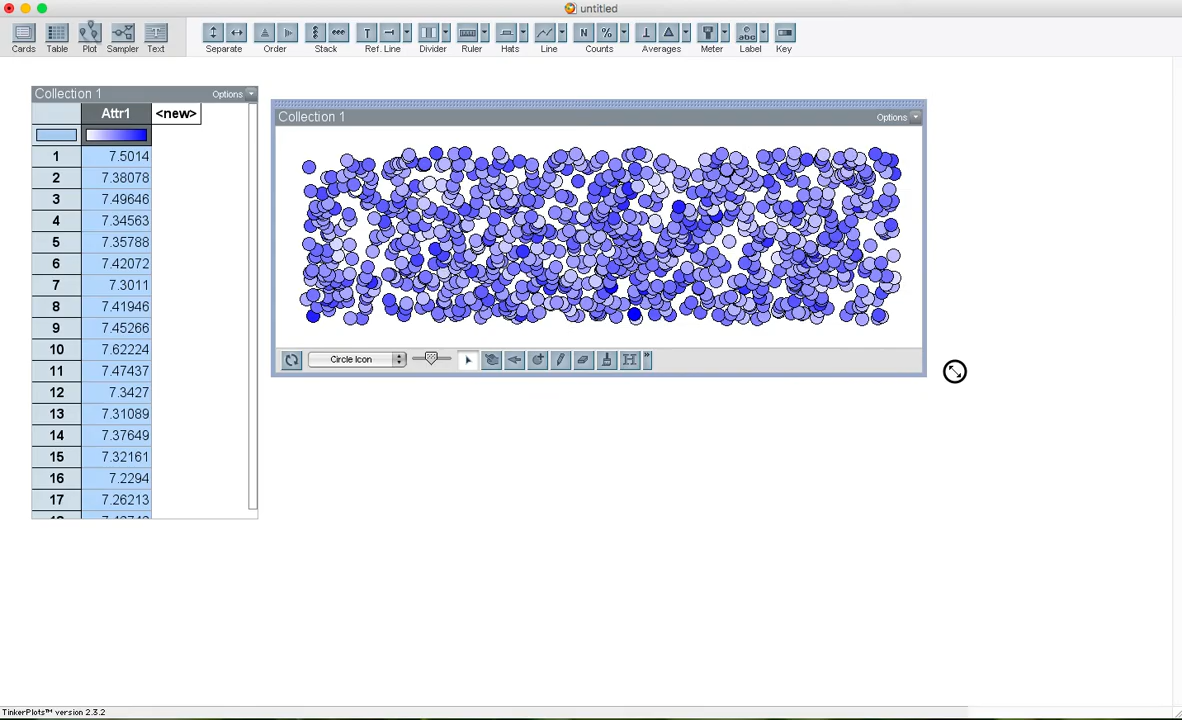 untitled
Cards Table Plot Sampler Text Separate Order Stack Ref. Line Divider Ruler Hats Line Counts Averages Meter Label Key
Collection 1 Options
Attr1 <new>
1 7.5014
2 7.38078
3 7.49646
4 7.34563
5 7.35788
6 7.42072
7 7.3011
8 7.41946
9 7.45266
10 7.62224
11 7.47437
12 7.3427
13 7.31089
14 7.37649
15 7.32161
16 7.2294
17 7.26213
Collection 1 Options
Circle Icon
TinkerPlots™ version 2.3.2